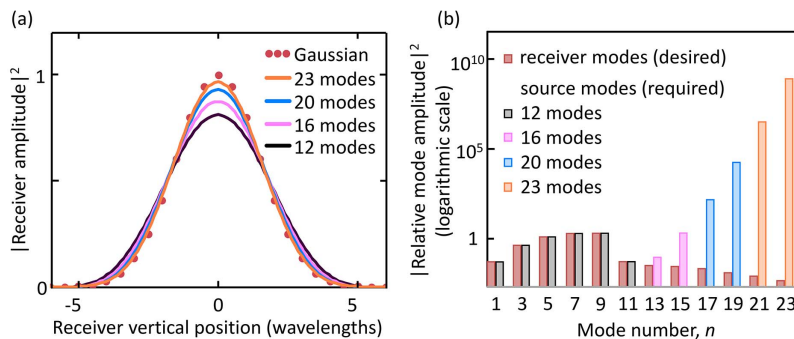 (a)
|Receiver amplitude|²
1
0
-5
0
5
Receiver vertical position (wavelengths)
Gaussian
23 modes
20 modes
16 modes
12 modes
(b)
|Relative mode amplitude|²
(logarithmic scale)
10¹⁰
10⁵
1
receiver modes (desired)
source modes (required)
12 modes
16 modes
20 modes
23 modes
1 3 5 7 9 11 13 15 17 19 21 23
Mode number, n